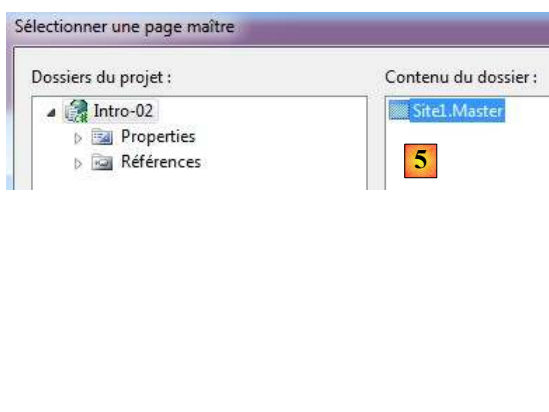 Sélectionner une page maître
Dossiers du projet :
Contenu du dossier :
Intro-02
Site1.Master
Properties
Références
5